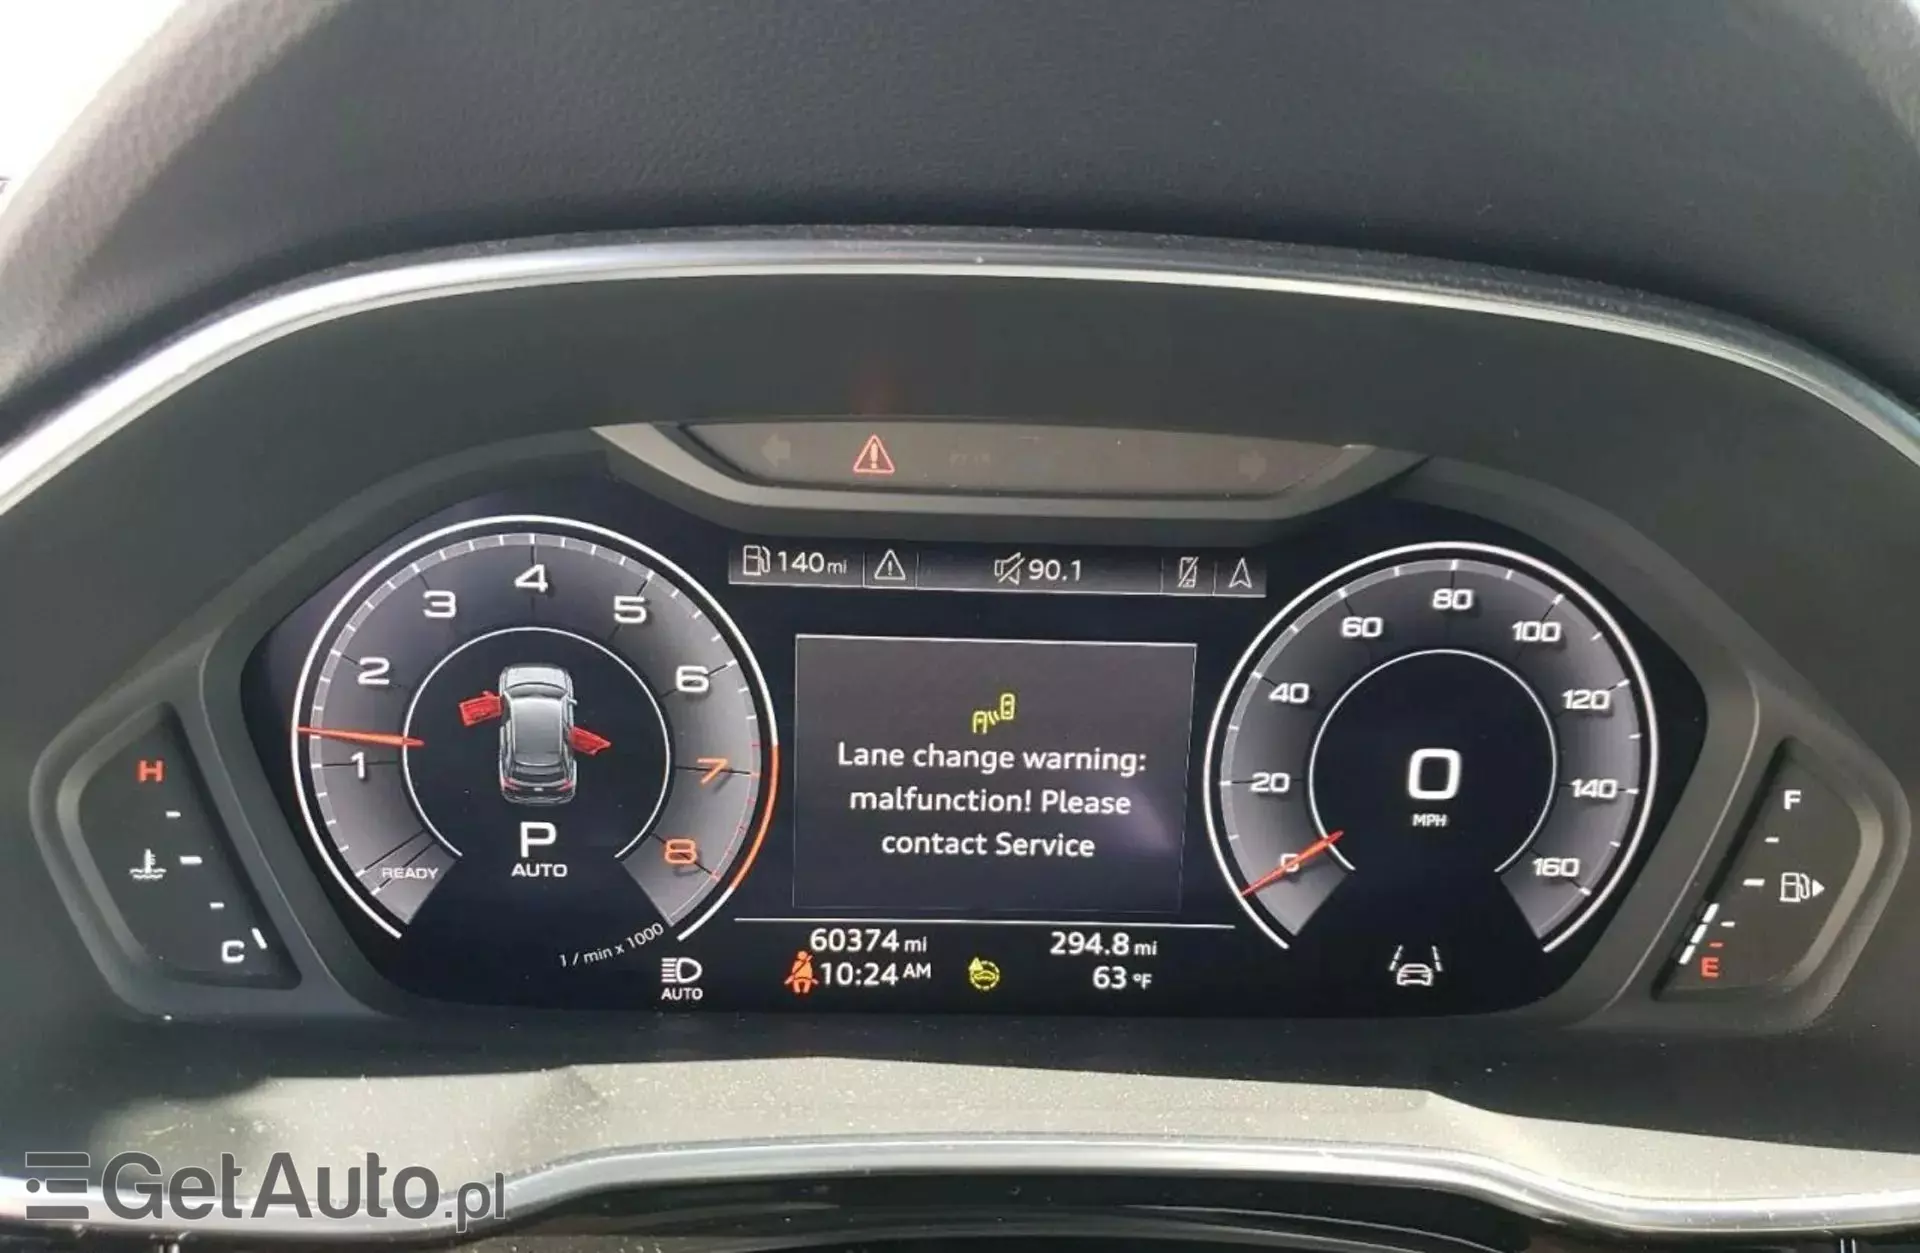 140 mi
90.1
1
2
3
4
5
6
7
8
READY
P
AUTO
1 / min x 1000
Lane change warning:
malfunction! Please
contact Service
0
20
40
60
80
100
120
140
160
0
MPH
H
C
F
E
AUTO
60374 mi
294.8 mi
10:24 AM
63 °F
GetAuto.pl